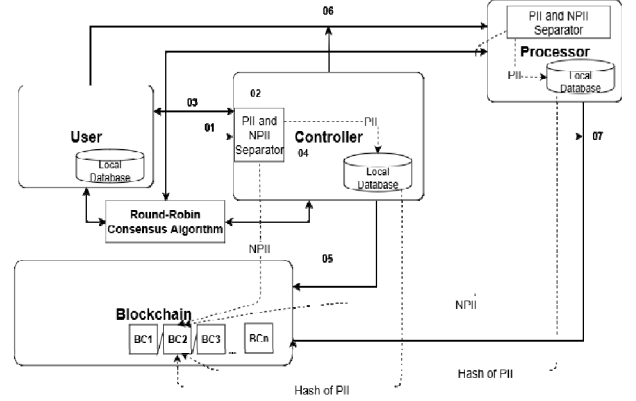 06
PII and NPII
Separator
Processor
PII
Local
Database
02
03
01
User
Local
Database
PII and
NPII
Separator
PII
Controller
04
Local
Database
07
Round-Robin
Consensus Algorithm
NPII
05
Blockchain
BC1
BC2
BC3
...
BCn
NPII
Hash of PII
Hash of PII